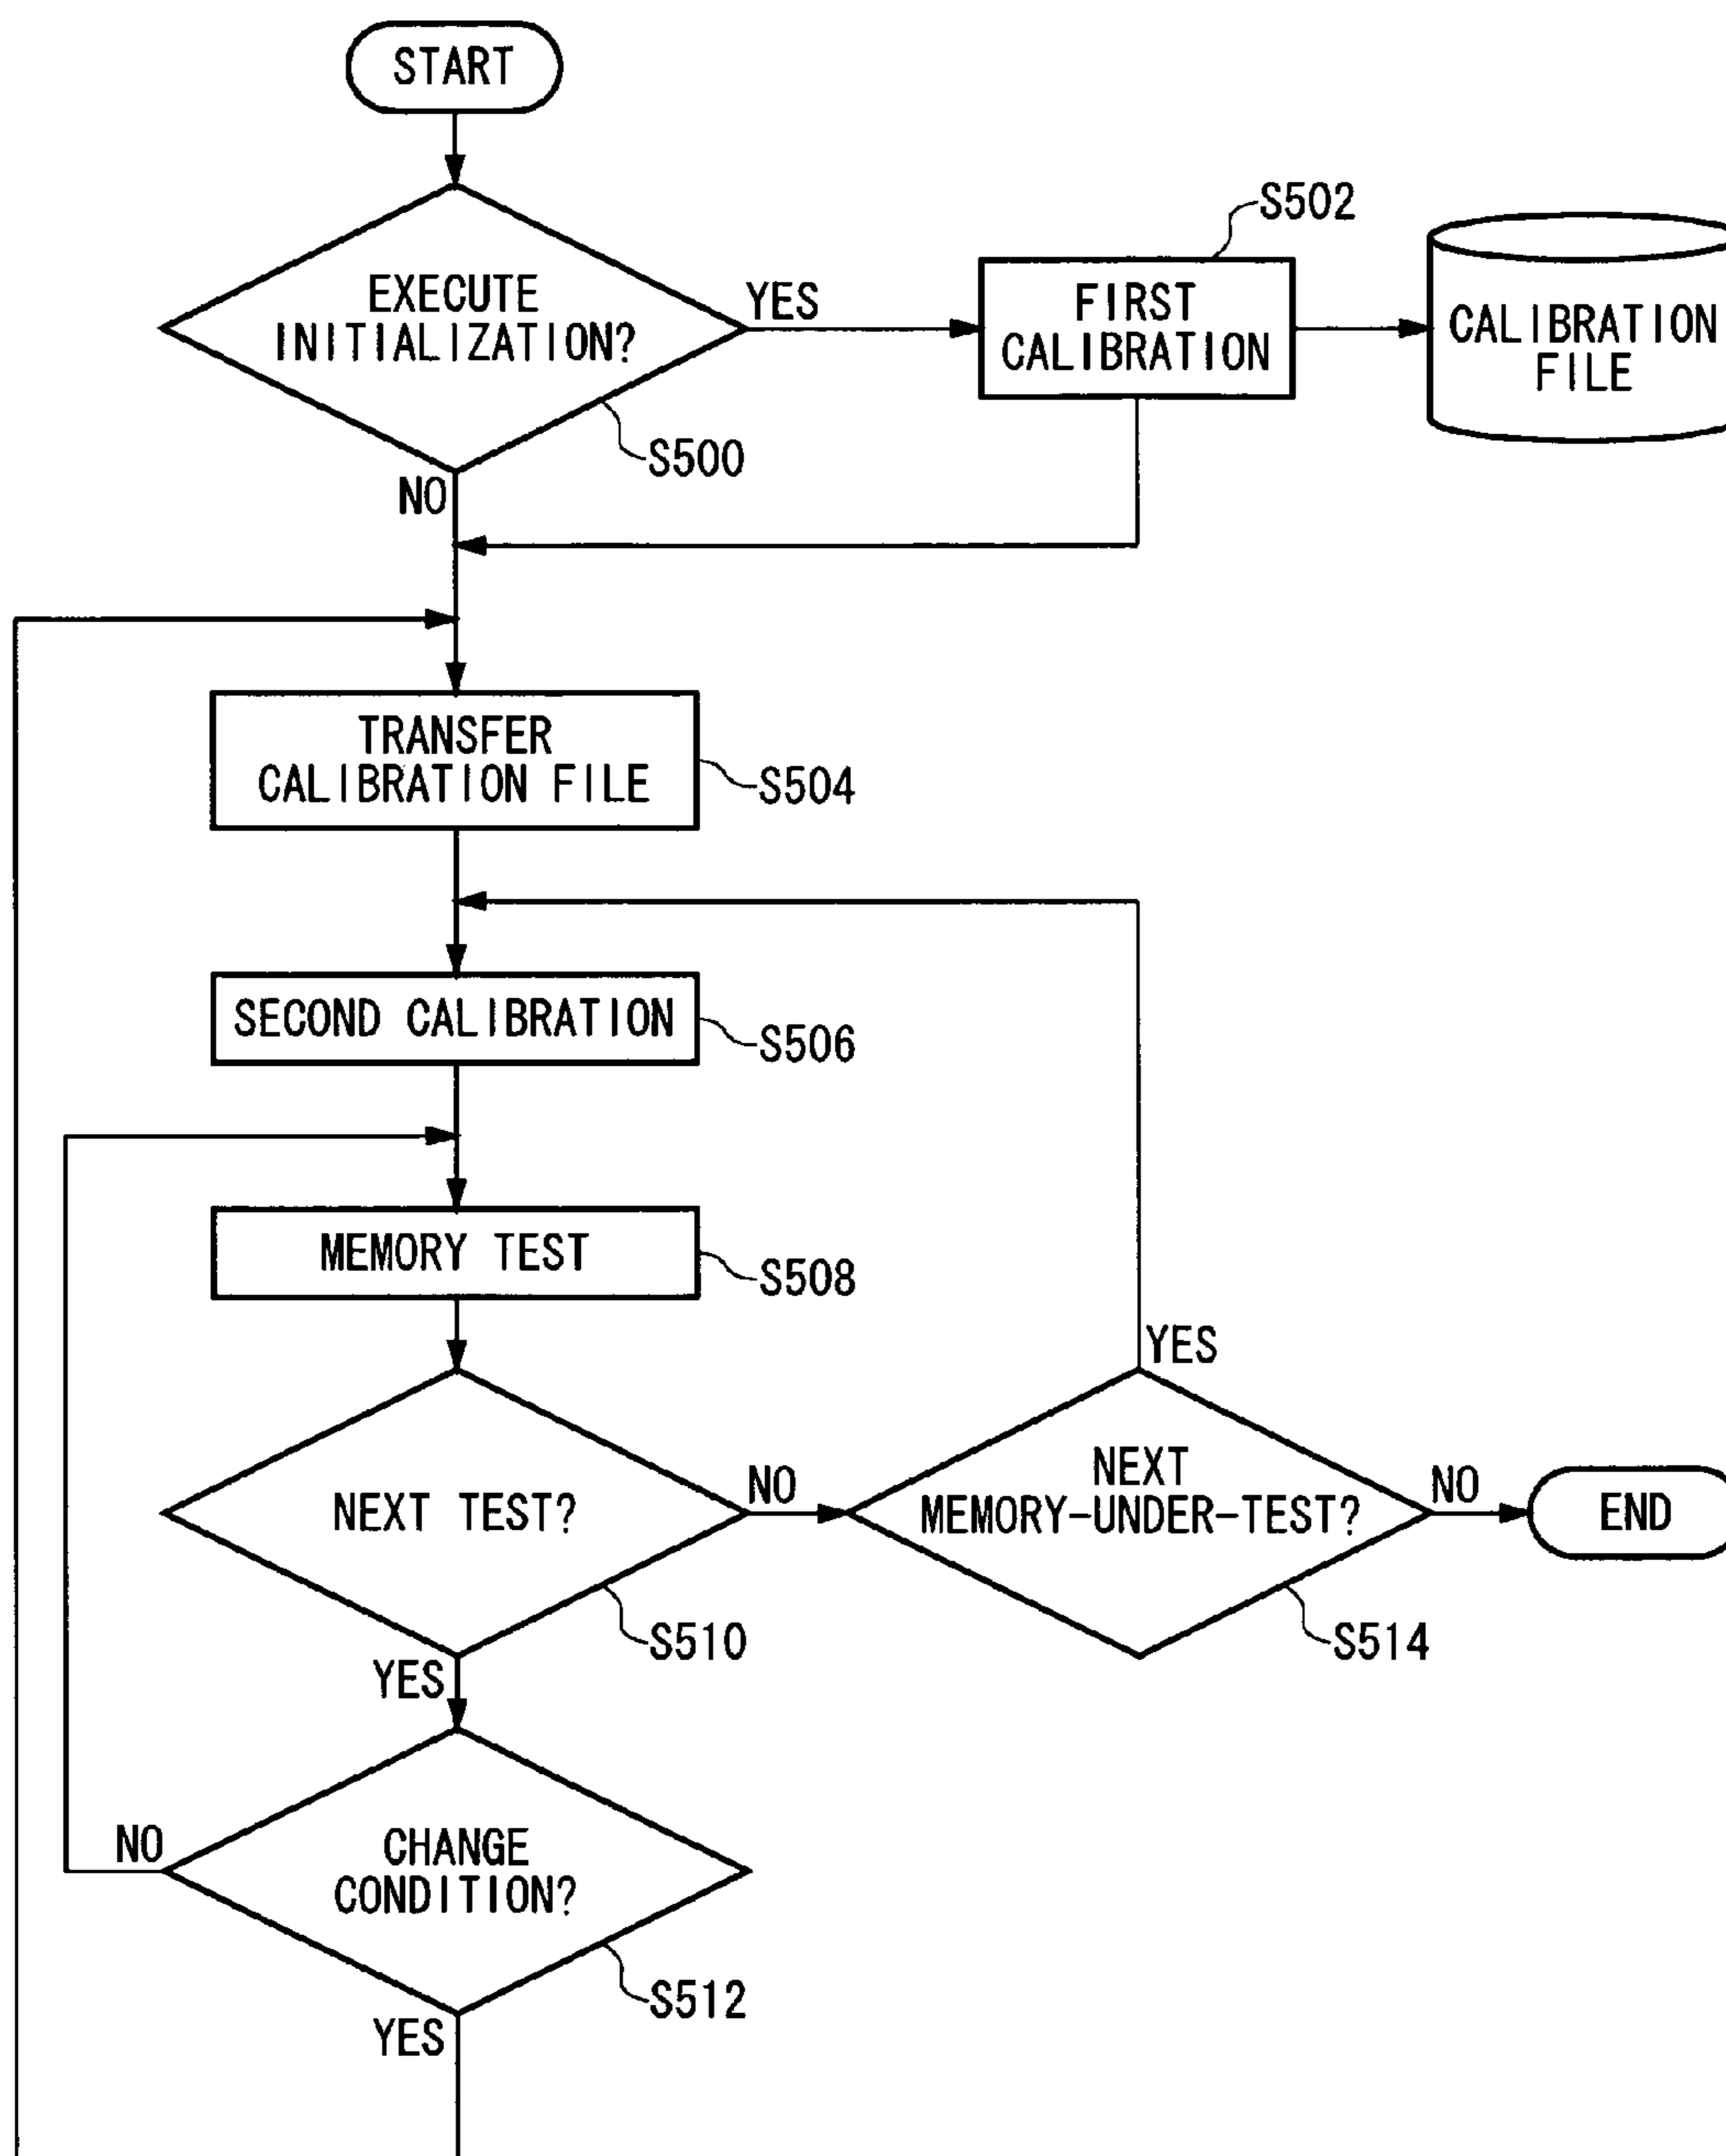 START
EXECUTE
INITIALIZATION?
S500
YES
NO
S502
FIRST
CALIBRATION
CALIBRATION
FILE
TRANSFER
CALIBRATION FILE
S504
SECOND CALIBRATION
S506
MEMORY TEST
S508
NEXT TEST?
S510
NO
YES
NEXT
MEMORY-UNDER-TEST?
S514
YES
NO
END
CHANGE
CONDITION?
S512
NO
YES